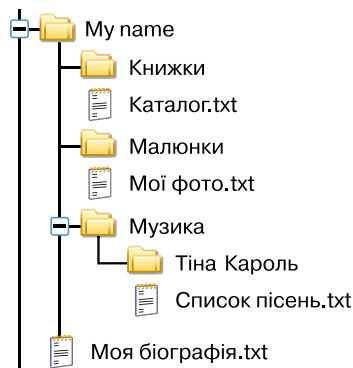 My name
Книжки
Каталог.txt
Малюнки
Мої фото.txt
Музика
Тіна Кароль
Список пісень.txt
Моя біографія.txt